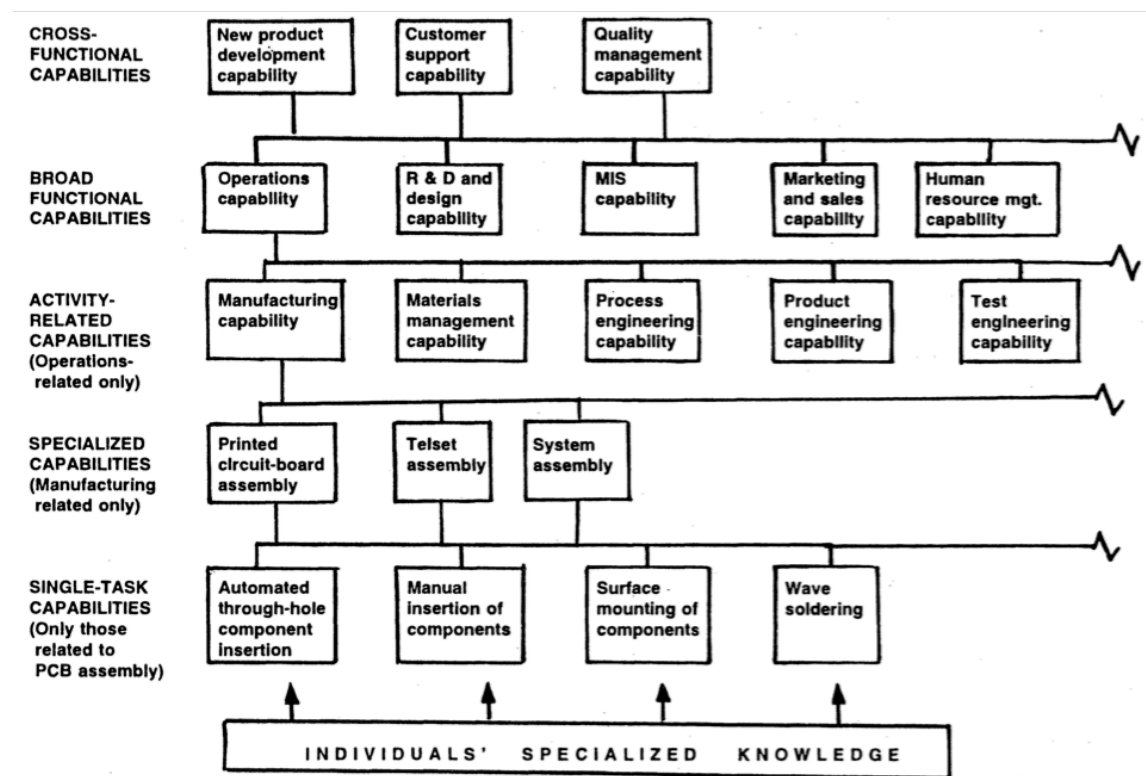 CROSS-
FUNCTIONAL
CAPABILITIES
New product
development
capability
Customer
support
capability
Quality
management
capability
BROAD
FUNCTIONAL
CAPABILITIES
Operations
capability
R & D and
design
capability
MIS
capability
Marketing
and sales
capability
Human
resource mgt.
capability
ACTIVITY-
RELATED
CAPABILITIES
(Operations-
related only)
Manufacturing
capability
Materials
management
capability
Process
engineering
capability
Product
engineering
capability
Test
engineering
capability
SPECIALIZED
CAPABILITIES
(Manufacturing
related only)
Printed
circuit-board
assembly
Telset
assembly
System
assembly
SINGLE-TASK
CAPABILITIES
(Only those
related to
PCB assembly)
Automated
through-hole
component
insertion
Manual
insertion of
components
Surface
mounting of
components
Wave
soldering
INDIVIDUALS' SPECIALIZED KNOWLEDGE